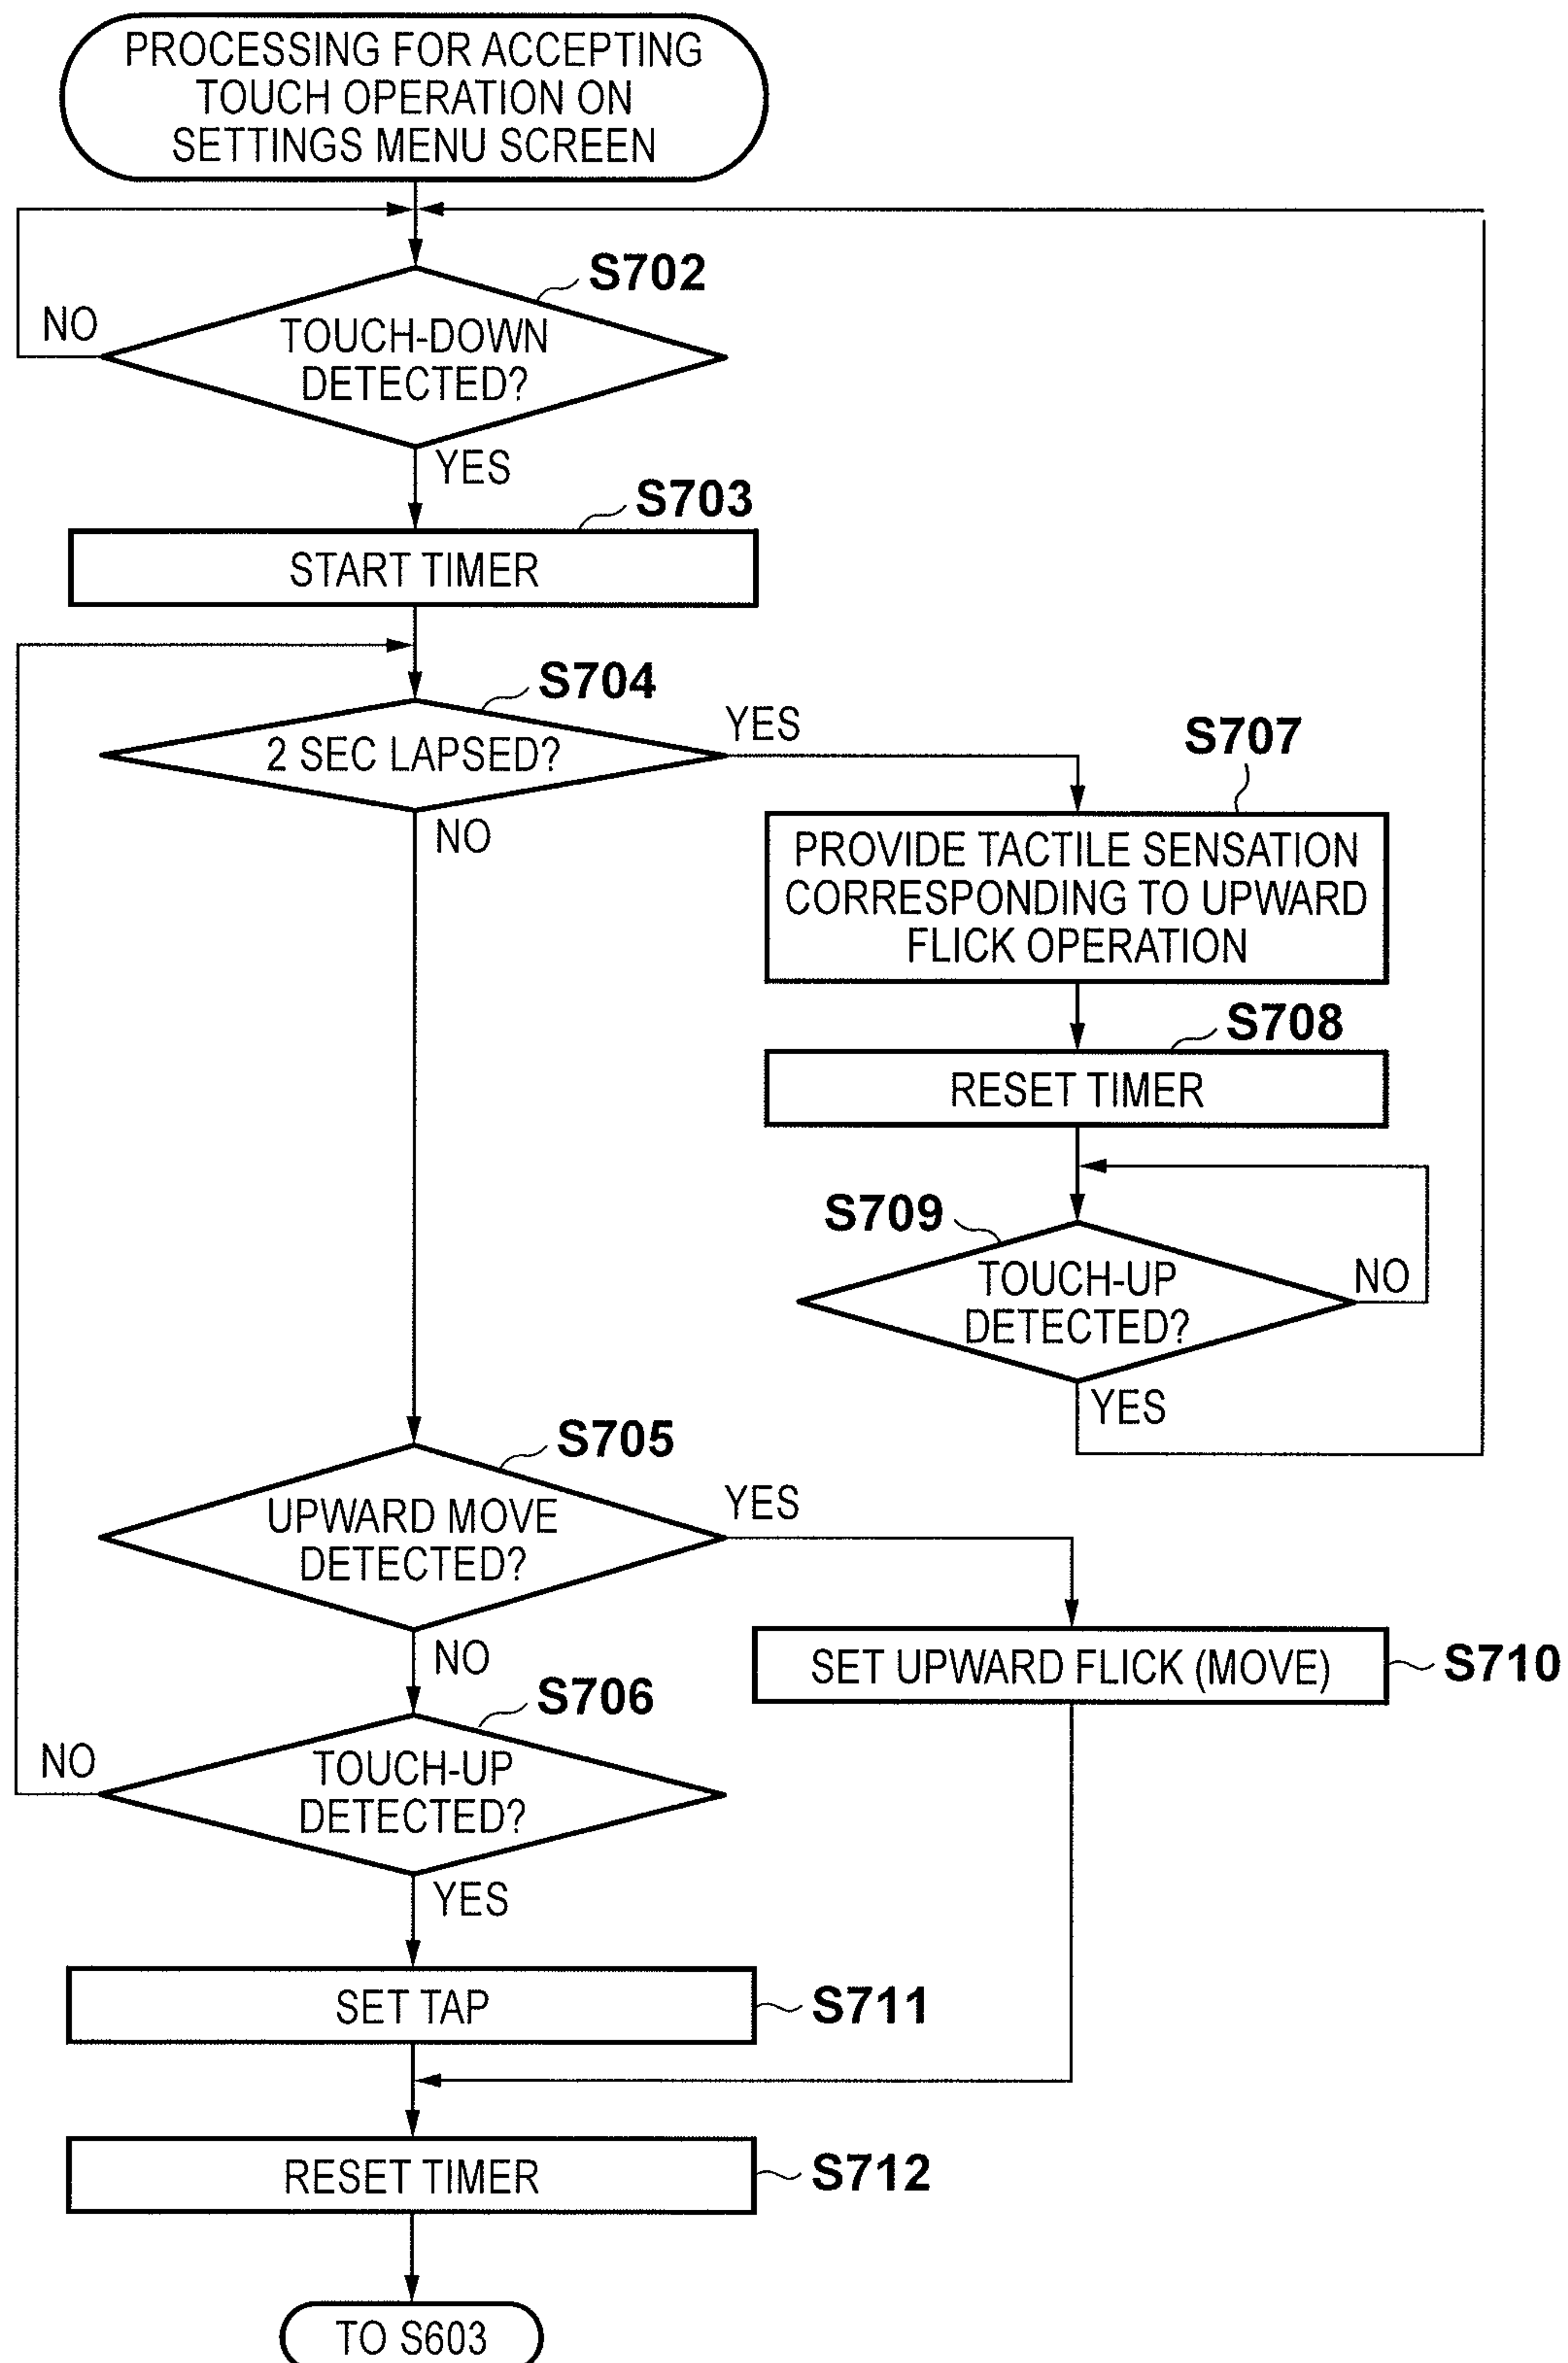 PROCESSING FOR ACCEPTING
TOUCH OPERATION ON
SETTINGS MENU SCREEN
S702
NO
TOUCH-DOWN
DETECTED?
YES
S703
START TIMER
S704
2 SEC LAPSED?
YES
NO
S707
PROVIDE TACTILE SENSATION
CORRESPONDING TO UPWARD
FLICK OPERATION
S708
RESET TIMER
S709
TOUCH-UP
DETECTED?
NO
YES
S705
UPWARD MOVE
DETECTED?
YES
NO
SET UPWARD FLICK (MOVE)
S710
S706
NO
TOUCH-UP
DETECTED?
YES
SET TAP
S711
RESET TIMER
S712
TO S603